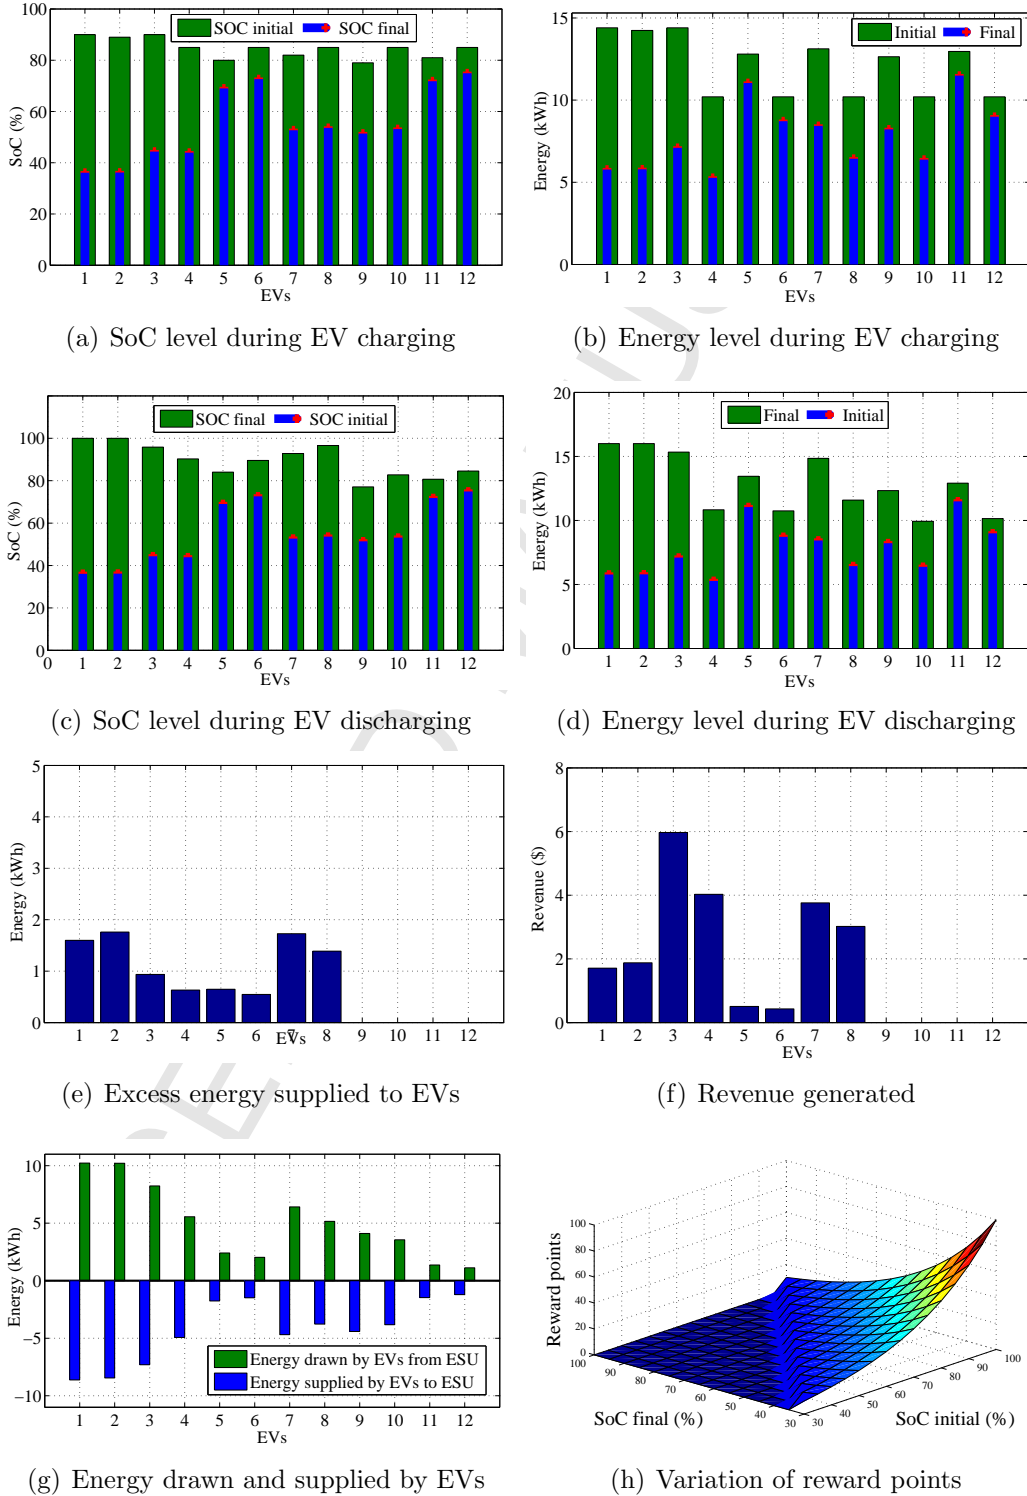 SOC initial SOC final
100
80
60
40
20
0
SoC (%)
1 2 3 4 5 6 7 8 9 10 11 12
EVs
(a) SoC level during EV charging
Initial Final
15
10
5
0
Energy (kWh)
1 2 3 4 5 6 7 8 9 10 11 12
EVs
(b) Energy level during EV charging
SOC final SOC initial
100
80
60
40
20
0
SoC (%)
0 1 2 3 4 5 6 7 8 9 10 11 12
EVs
(c) SoC level during EV discharging
20
Final Initial
15
10
5
0
Energy (kWh)
1 2 3 4 5 6 7 8 9 10 11 12
EVs
(d) Energy level during EV discharging
5
4
3
2
1
0
Energy (kWh)
1 2 3 4 5 6 7 8 9 10 11 12
EVs
(e) Excess energy supplied to EVs
8
6
4
2
0
Revenue ($)
1 2 3 4 5 6 7 8 9 10 11 12
EVs
(f) Revenue generated
10
5
0
−5
−10
Energy (kWh)
Energy drawn by EVs from ESU
Energy supplied by EVs to ESU
1 2 3 4 5 6 7 8 9 10 11 12
EVs
(g) Energy drawn and supplied by EVs
100
80
60
40
20
0
Reward points
100 90 80 70 60 50 40 30
SoC final (%)
30 40 50 60 70 80 90 100
SoC initial (%)
(h) Variation of reward points